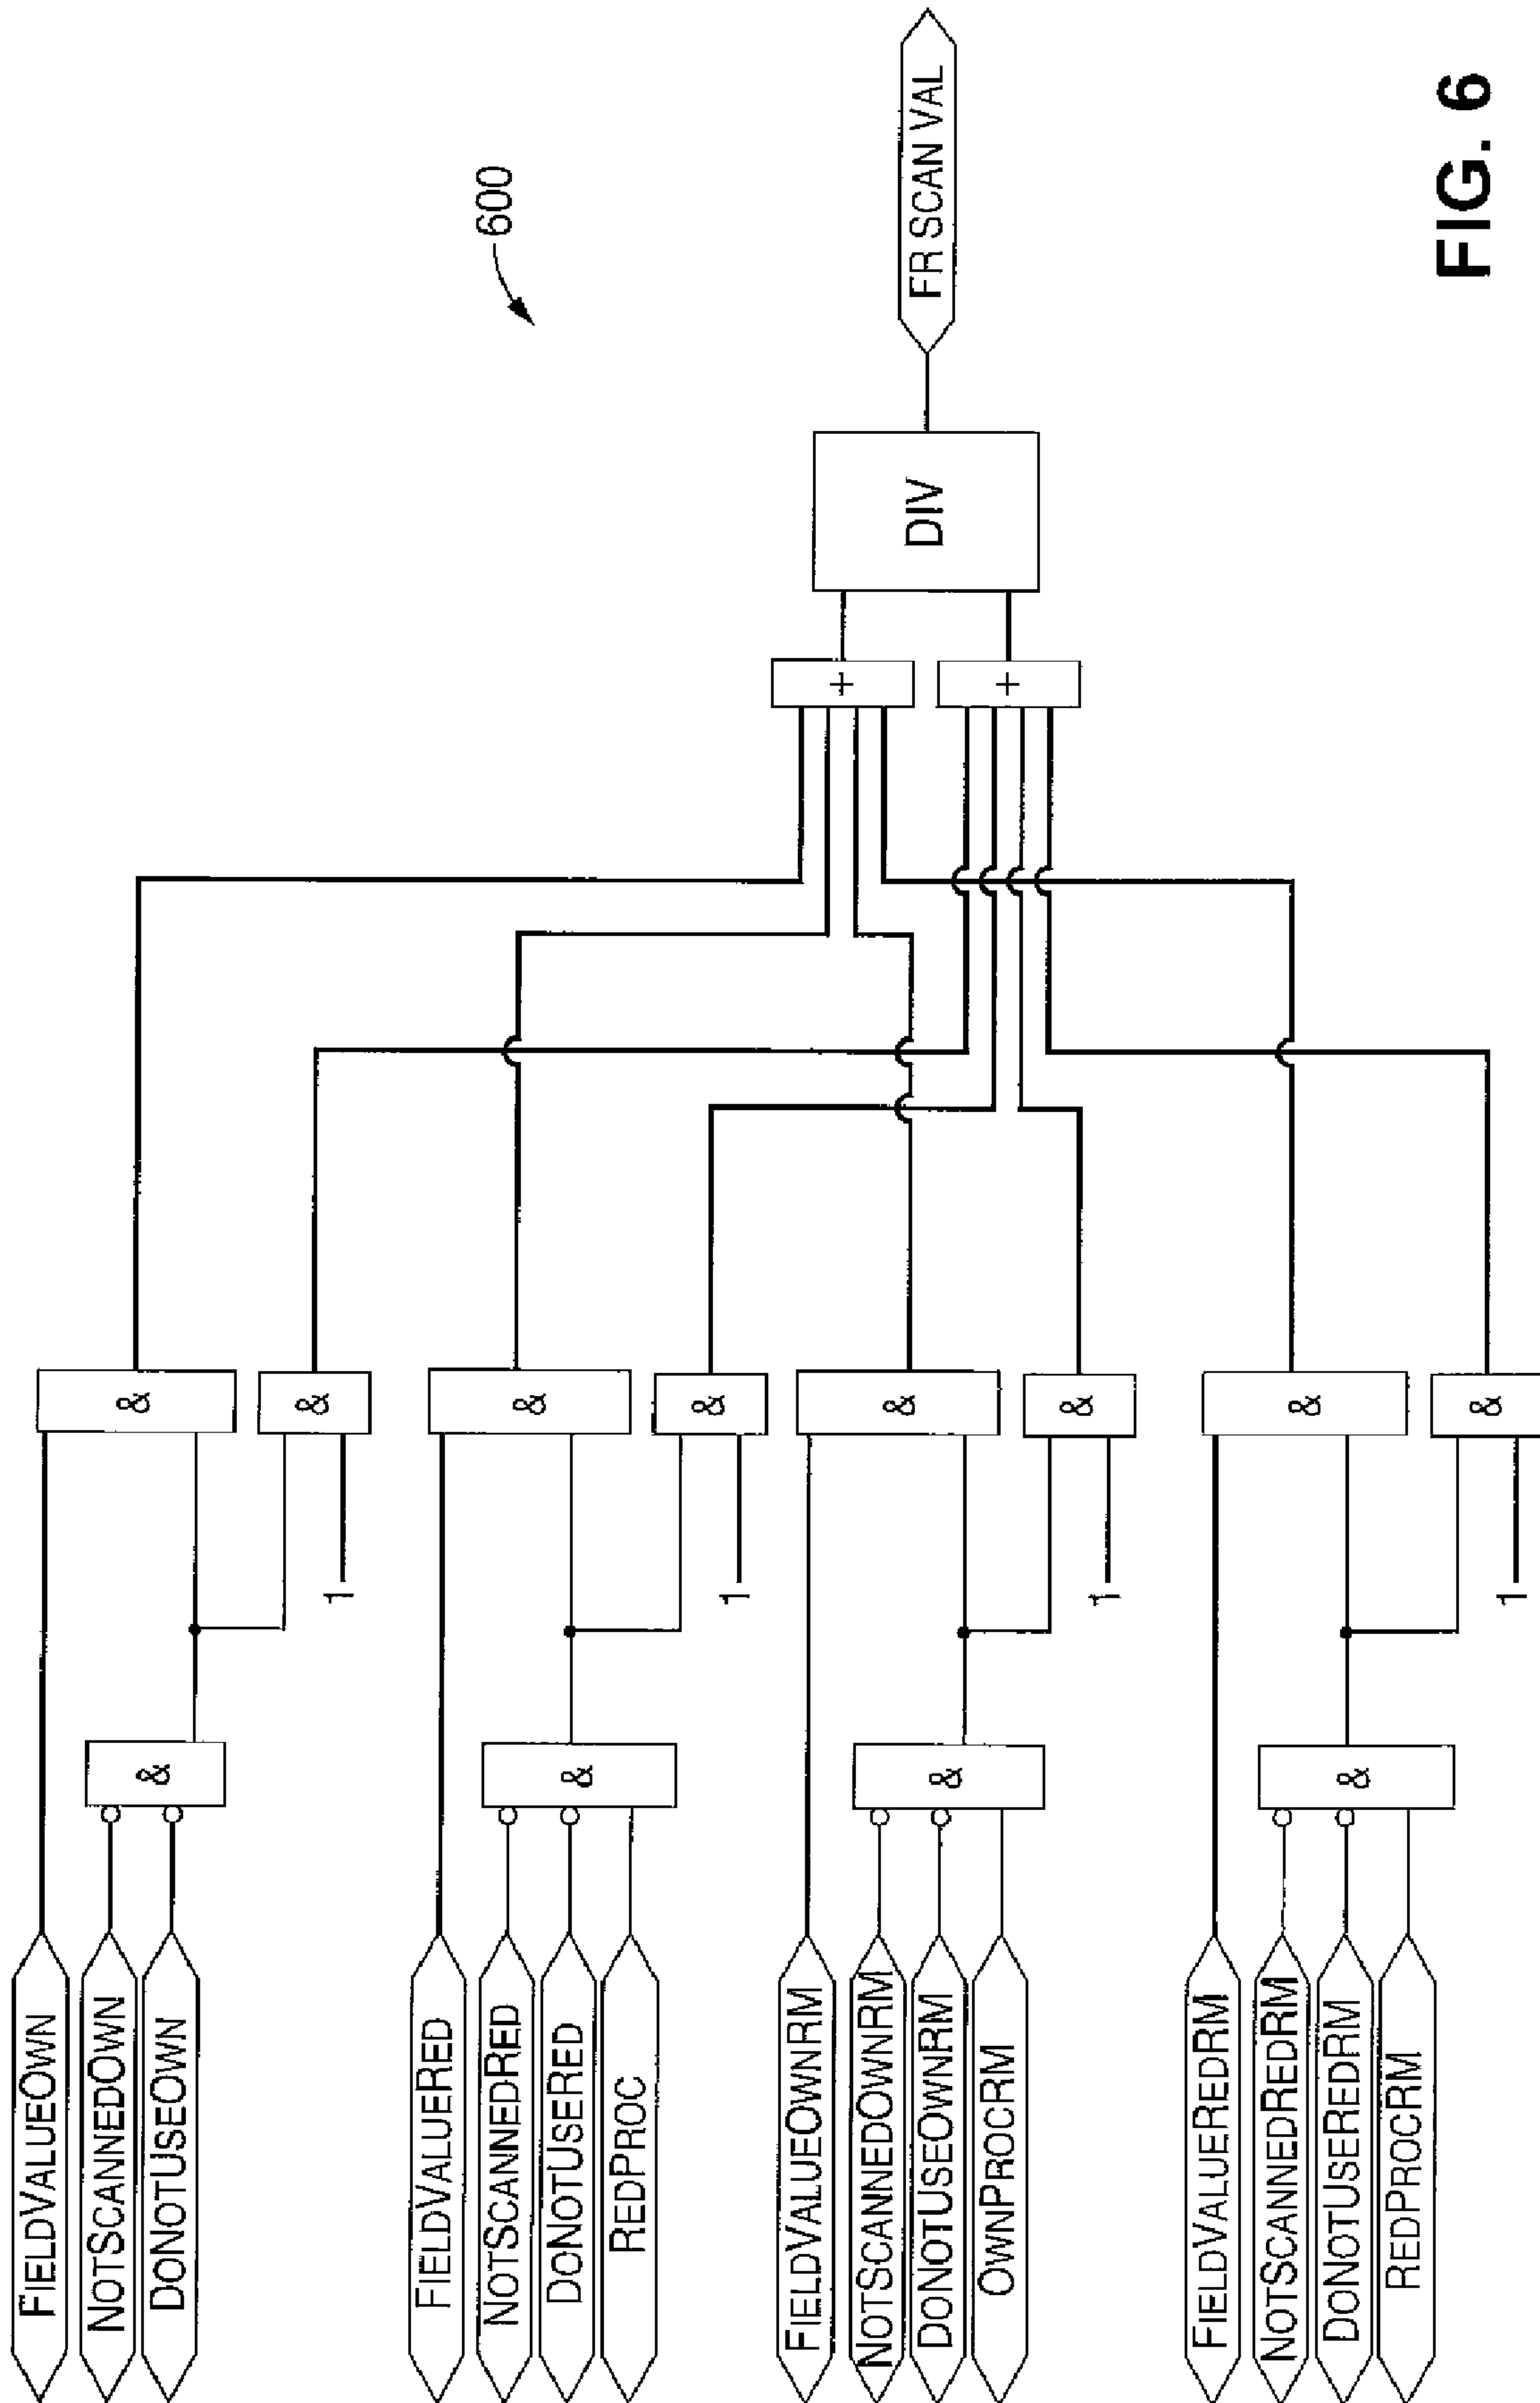 FIELDVALUEOWN
NOTSCANNEDOWN
DONOTUSEOWN
&
&
&
1
FIELDVALUERED
NOTSCANNEDRED
DONOTUSERED
REDPROC
&
&
&
1
FIELDVALUEOWNRM
NOTSCANNEDOWNRM
DONOTUSEOWNRM
OWNPROCRM
&
&
&
1
FIELDVALUEREDRM
NOTSCANNEDREDRM
DONOTUSEREDRM
REDPROCRM
&
&
&
1
+
+
DIV
FR SCAN VAL
600
FIG. 6